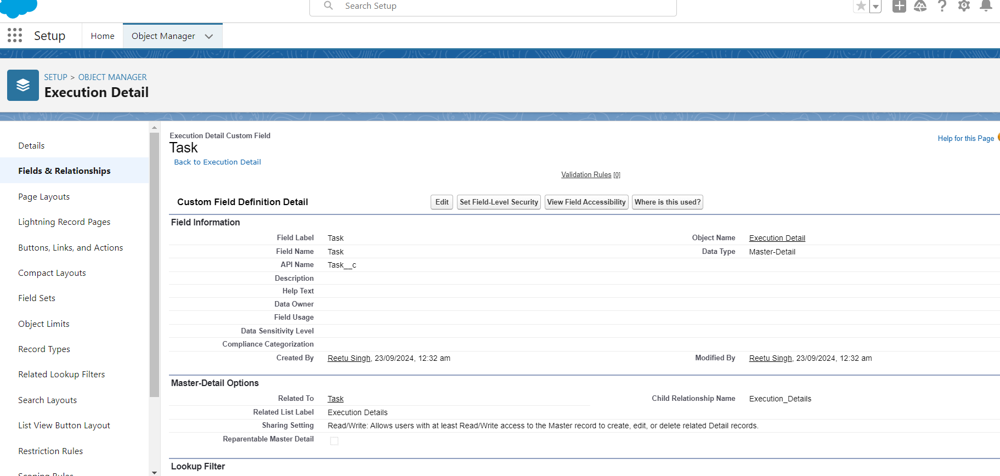 Search Setup
Setup
Home
Object Manager
SETUP > OBJECT MANAGER
Execution Detail
Details
Fields & Relationships
Page Layouts
Lightning Record Pages
Buttons, Links, and Actions
Compact Layouts
Field Sets
Object Limits
Record Types
Related Lookup Filters
Search Layouts
List View Button Layout
Restriction Rules
Scoping Rules
Execution Detail Custom Field
Task
Help for this Page
Back to Execution Detail
Validation Rules [0]
Custom Field Definition Detail
Edit
Set Field-Level Security
View Field Accessibility
Where is this used?
Field Information
Field Label Task Object Name Execution Detail
Field Name Task Data Type Master-Detail
API Name Task__c
Description
Help Text
Data Owner
Field Usage
Data Sensitivity Level
Compliance Categorization
Created By Reetu Singh, 23/09/2024, 12:32 am Modified By Reetu Singh, 23/09/2024, 12:32 am
Master-Detail Options
Related To Task Child Relationship Name Execution_Details
Related List Label Execution Details
Sharing Setting Read/Write: Allows users with at least Read/Write access to the Master record to create, edit, or delete related Detail records.
Reparentable Master Detail
Lookup Filter